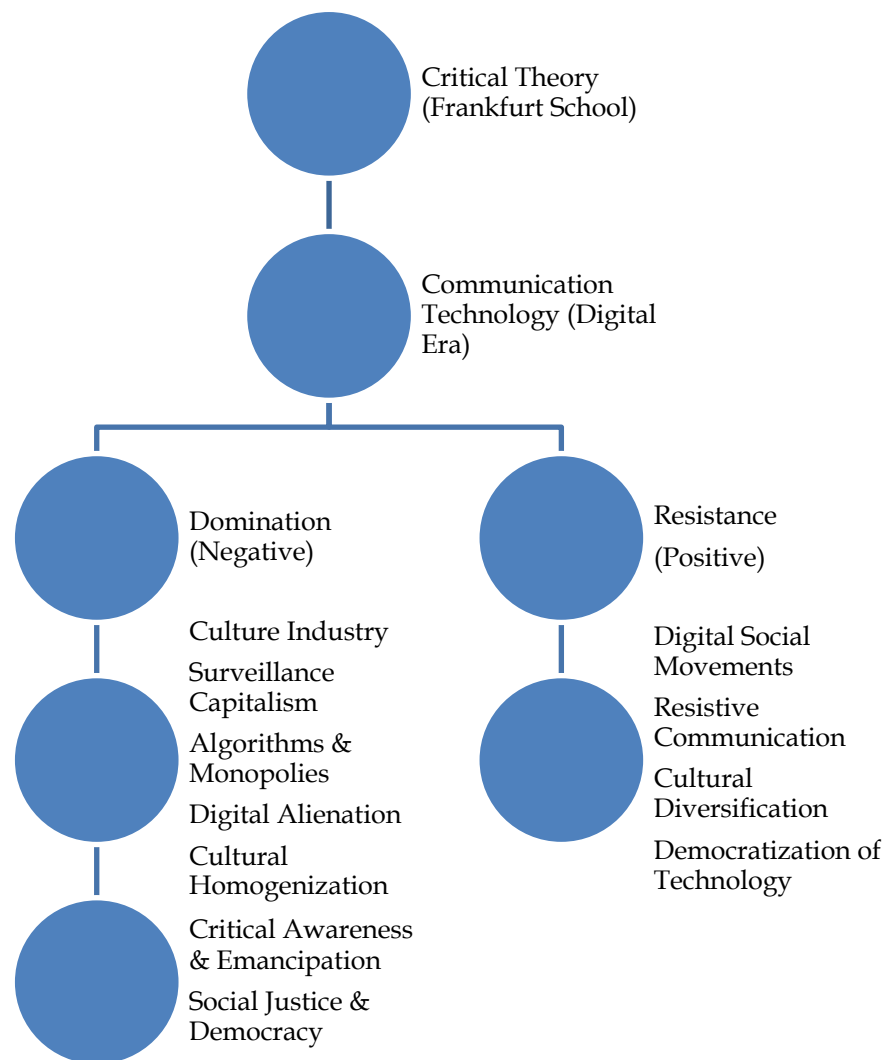 Critical Theory
(Frankfurt School)
Communication
Technology (Digital
Era)
Domination
(Negative)
Resistance
(Positive)
Culture Industry
Surveillance
Capitalism
Algorithms &
Monopolies
Digital Alienation
Cultural
Homogenization
Digital Social
Movements
Resistive
Communication
Cultural
Diversification
Democratization of
Technology
Critical Awareness
& Emancipation
Social Justice &
Democracy